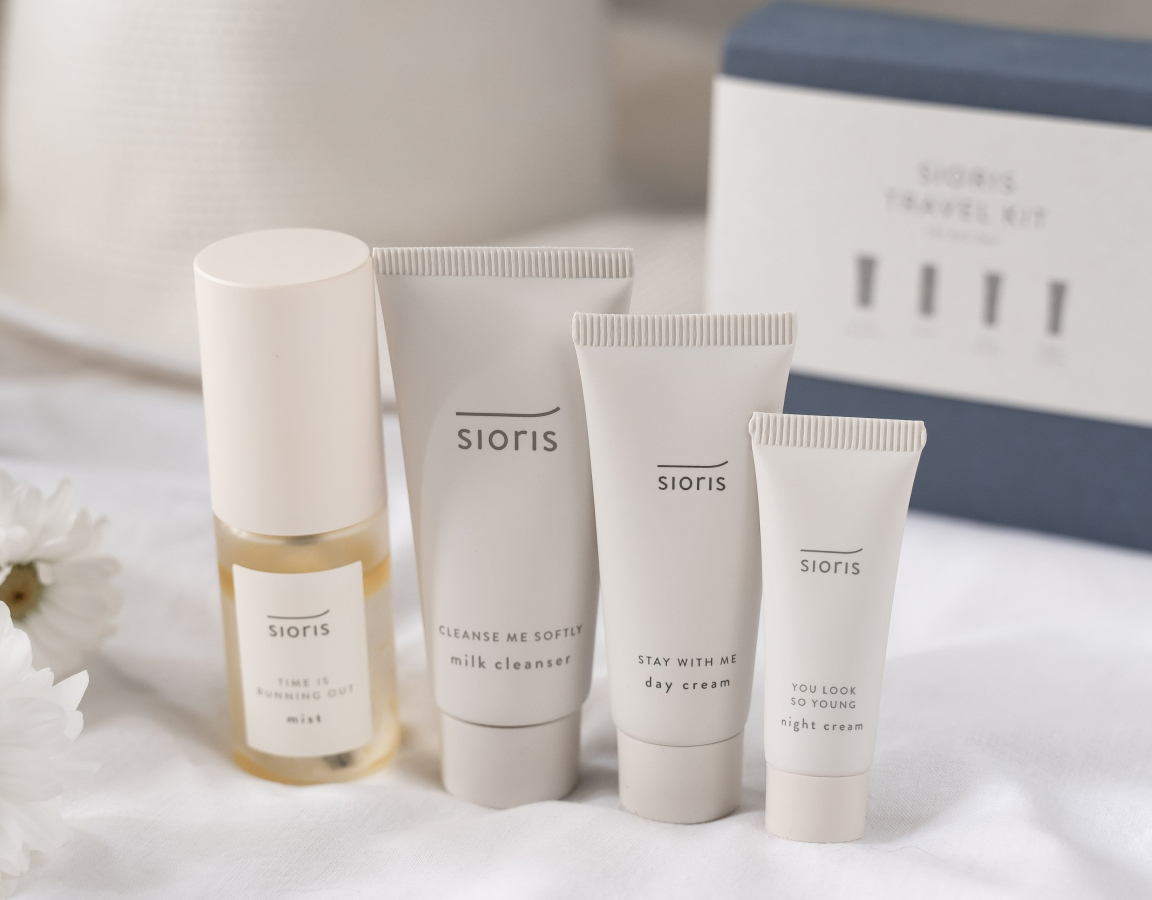 SIORIS
TRAVEL KIT
sioris
TIME IS
RUNNING OUT
mist
sioris
CLEANSE ME SOFTLY
milk cleanser
sioris
STAY WITH ME
day cream
sioris
YOU LOOK
SO YOUNG
night cream